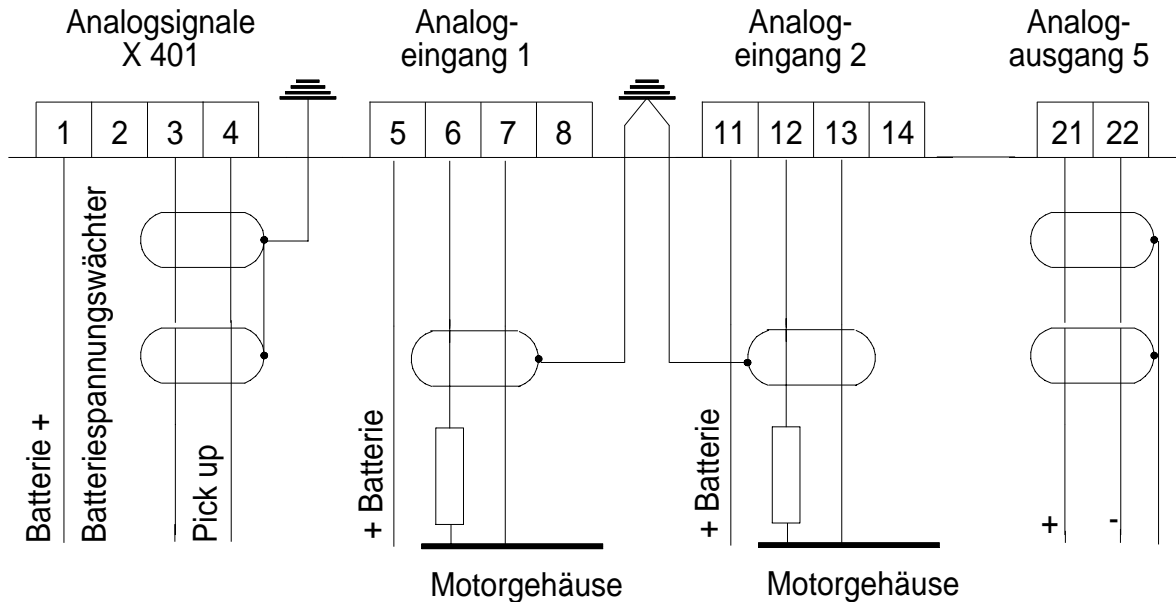 Analogsignale
X 401
Analog-
eingang 1
Analog-
eingang 2
Analog-
ausgang 5
1 2 3 4
5 6 7 8
11 12 13 14
21 22
Batterie +
Batteriespannungswächter
Pick up
+ Batterie
+ Batterie
+ -
Motorgehäuse
Motorgehäuse